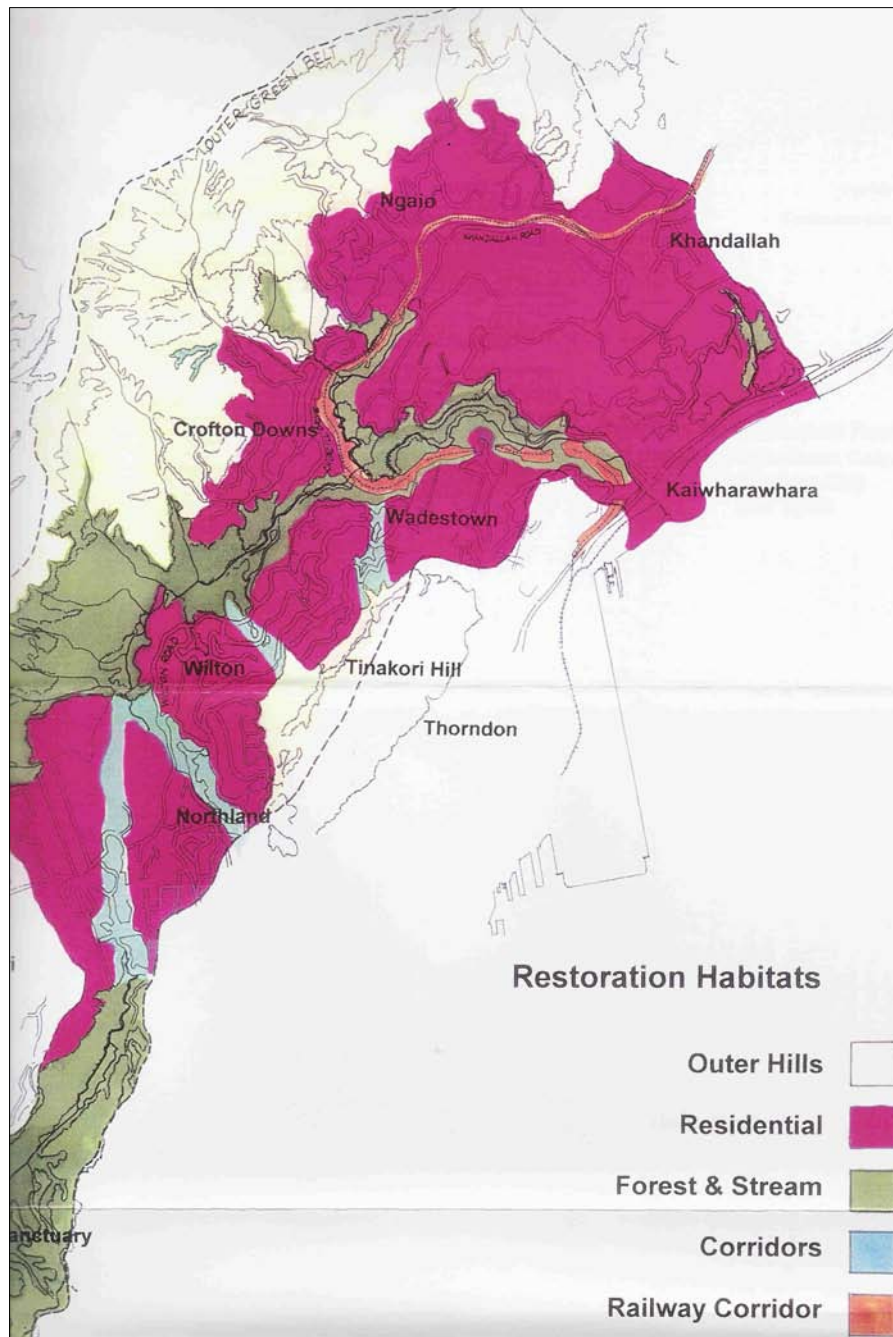 OUTER GREEN BELT
Ngaio
KHANDALLAH ROAD
Khandallah
Crofton Downs
Kaiwharawhara
Wadestown
Wilton
Tinakori Hill
Thorndon
Northland
i
Restoration Habitats
Outer Hills
Residential
Forest & Stream
anctuary
Corridors
Railway Corridor